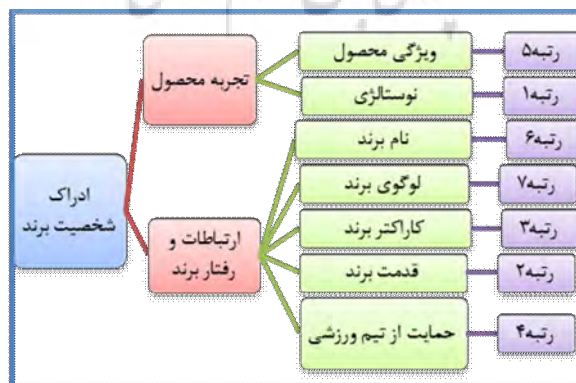 ویژگی محصول
رتبه۵
نوستالژی
رتبه۱
تجربه محصول
نام برند
رتبه۶
لوگوی برند
رتبه۷
ادراک
شخصیت برند
کاراکتر برند
رتبه۳
ارتباطات و
رفتار برند
قدمت برند
رتبه۲
حمایت از تیم ورزشی
رتبه۴